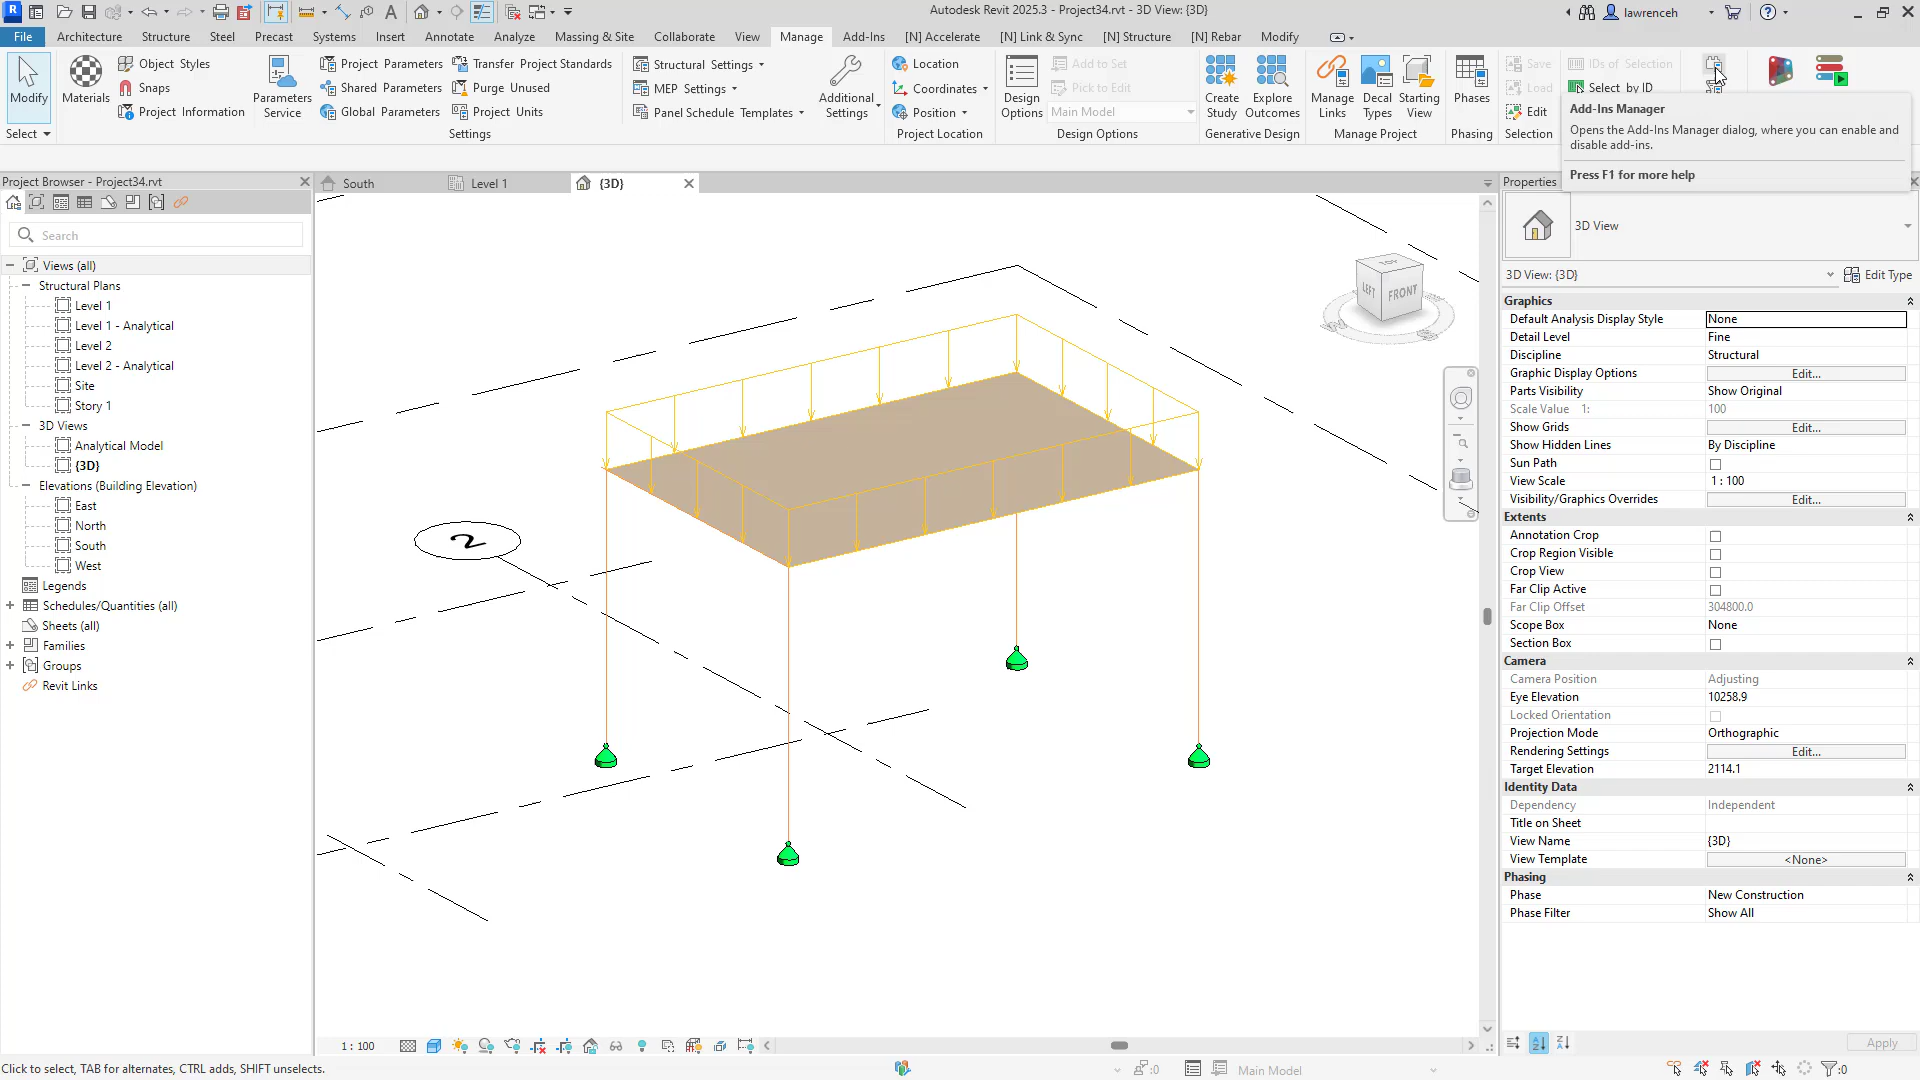 Autodesk Revit 2025.3 - Project34.rvt - 3D View: {3D}
lawrenceh
File Architecture Structure Steel Precast Systems Insert Annotate Analyze Massing & Site Collaborate View Manage Add-Ins [N] Accelerate [N] Link & Sync [N] Structure [N] Rebar Modify
Modify
Select
Materials
Object Styles
Snaps
Project Information
Parameters Service
Project Parameters
Shared Parameters
Global Parameters
Transfer Project Standards
Purge Unused
Project Units
Settings
Structural Settings
MEP Settings
Panel Schedule Templates
Additional Settings
Location
Coordinates
Position
Project Location
Design Options
Add to Set
Pick to Edit
Main Model
Design Options
Create Study
Explore Outcomes
Generative Design
Manage Links
Decal Types
Starting View
Manage Project
Phases
Phasing
Save
Load
Edit
Selection
IDs of Selection
Select by ID
Add-Ins Manager
Opens the Add-Ins Manager dialog, where you can enable and
disable add-ins.
Press F1 for more help
Project Browser - Project34.rvt
Search
Views (all)
Structural Plans
Level 1
Level 1 - Analytical
Level 2
Level 2 - Analytical
Site
Story 1
3D Views
Analytical Model
{3D}
Elevations (Building Elevation)
East
North
South
West
Legends
Schedules/Quantities (all)
Sheets (all)
Families
Groups
Revit Links
South
Level 1
{3D}
TOP
LEFT
FRONT
2
Properties
3D View
3D View: {3D} Edit Type
Graphics
Default Analysis Display Style None
Detail Level Fine
Discipline Structural
Graphic Display Options Edit...
Parts Visibility Show Original
Scale Value 1: 100
Show Grids Edit...
Show Hidden Lines By Discipline
Sun Path
View Scale 1 : 100
Visibility/Graphics Overrides Edit...
Extents
Annotation Crop
Crop Region Visible
Crop View
Far Clip Active
Far Clip Offset 304800.0
Scope Box None
Section Box
Camera
Camera Position Adjusting
Eye Elevation 10258.9
Locked Orientation
Projection Mode Orthographic
Rendering Settings Edit...
Target Elevation 2114.1
Identity Data
Dependency Independent
Title on Sheet
View Name {3D}
View Template <None>
Phasing
Phase New Construction
Phase Filter Show All
Apply
1 : 100
Click to select, TAB for alternates, CTRL adds, SHIFT unselects.
:0
Main Model
:0